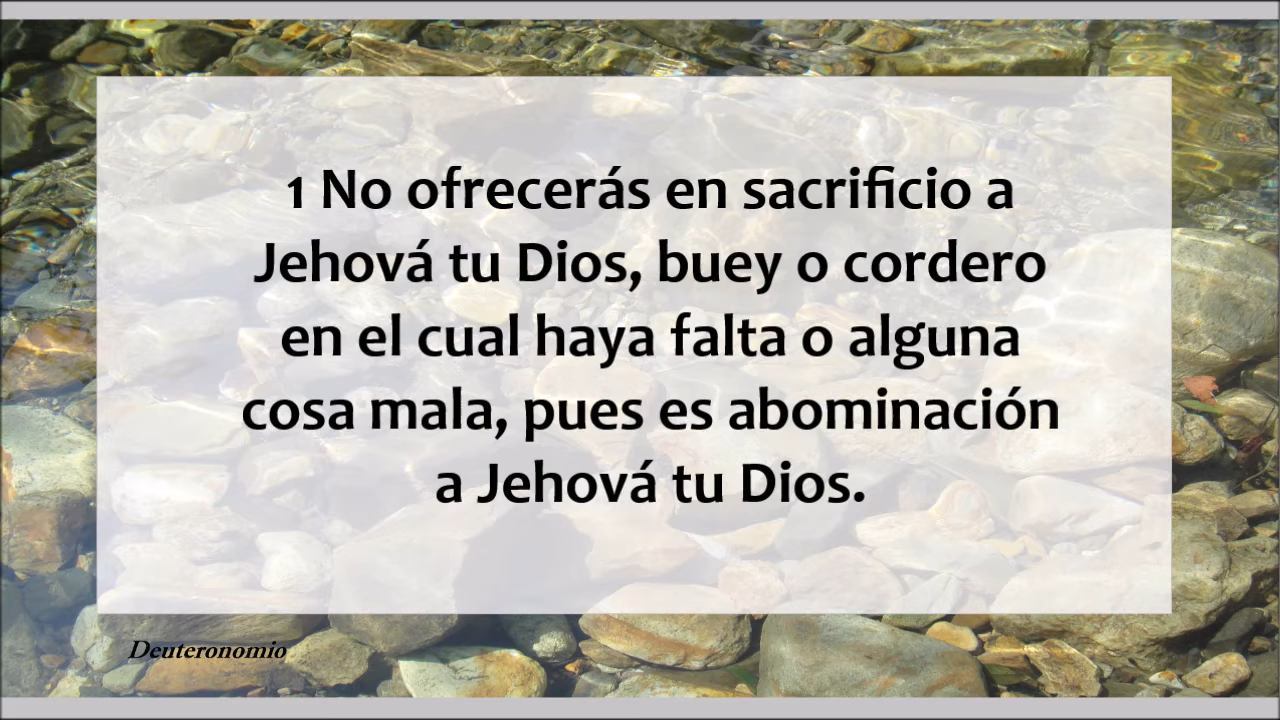 1 No ofrecerás en sacrificio a
Jehová tu Dios, buey o cordero
en el cual haya falta o alguna
cosa mala, pues es abominación
a Jehová tu Dios.
Deuteronomio